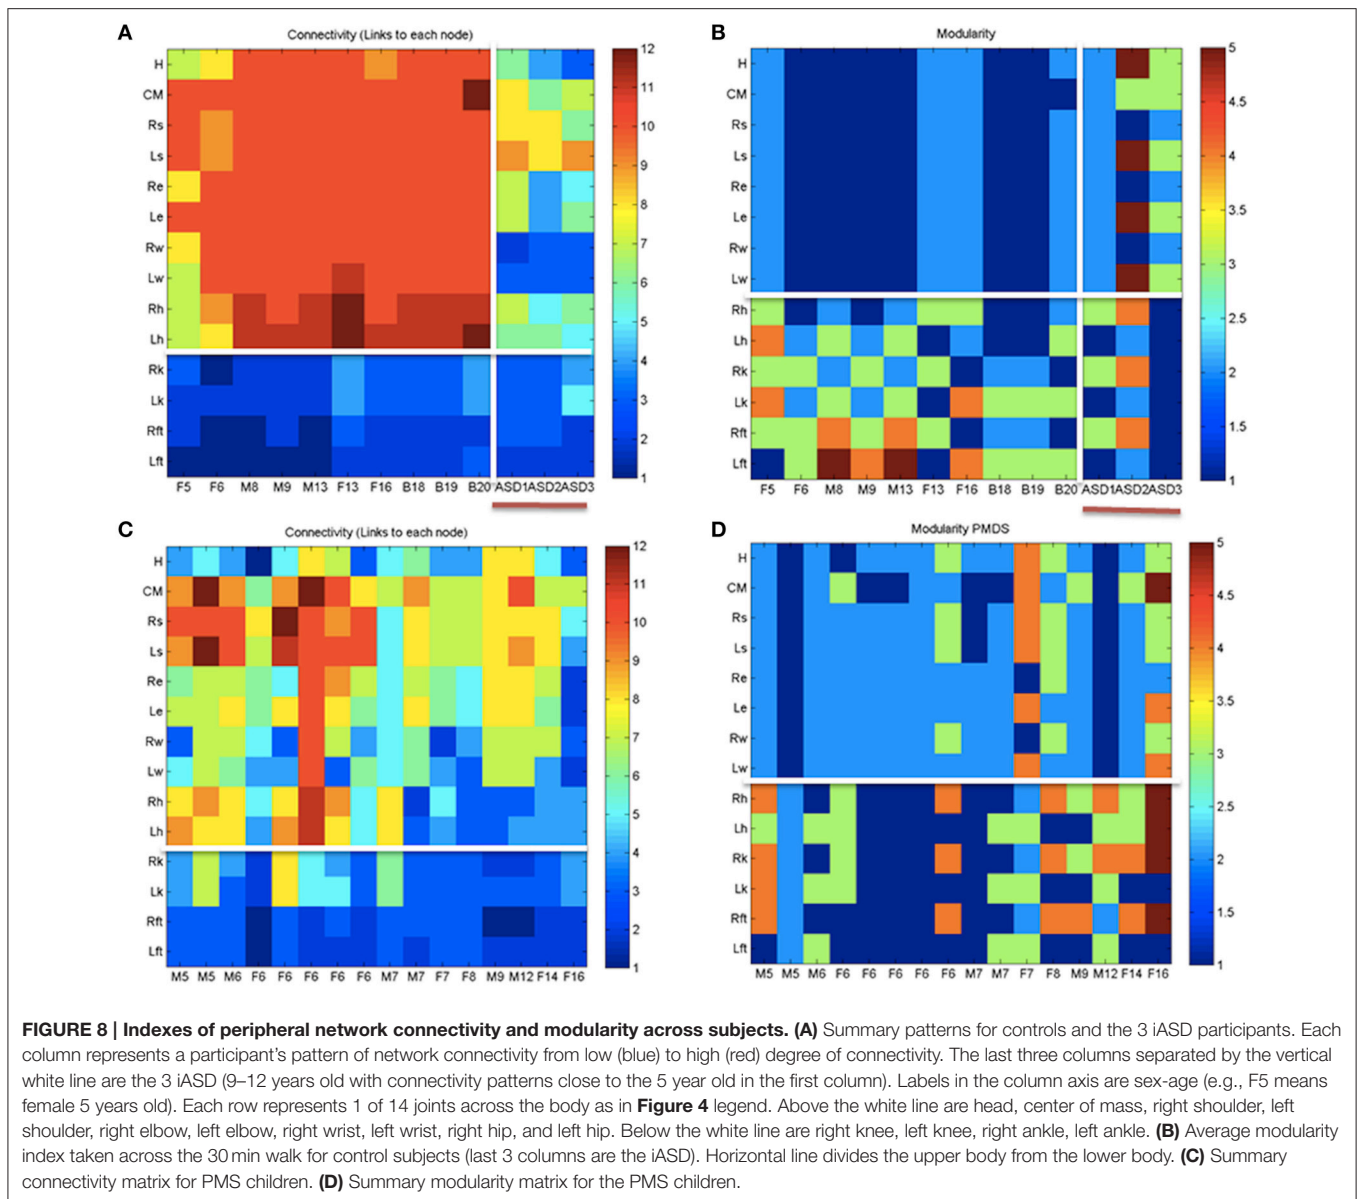 A
Connectivity (Links to each node)
H
CM
Rs
Ls
Re
Le
Rw
Lw
Rh
Lh
Rk
Lk
Rft
Lft
F5 F6 M8 M9 M13 F13 F16 B18 B19 B20 ASD1 ASD2 ASD3
12
11
10
9
8
7
6
5
4
3
2
1
B
Modularity
H
CM
Rs
Ls
Re
Le
Rw
Lw
Rh
Lh
Rk
Lk
Rft
Lft
F5 F6 M8 M9 M13 F13 F16 B18 B19 B20 ASD1 ASD2 ASD3
5
4.5
4
3.5
3
2.5
2
1.5
1
C
Connectivity (Links to each node)
H
CM
Rs
Ls
Re
Le
Rw
Lw
Rh
Lh
Rk
Lk
Rft
Lft
M5 M5 M6 F6 F6 F6 F6 F6 M7 M7 F7 F8 M9 M12 F14 F16
12
11
10
9
8
7
6
5
4
3
2
1
D
Modularity PMDS
H
CM
Rs
Ls
Re
Le
Rw
Lw
Rh
Lh
Rk
Lk
Rft
Lft
M5 M5 M6 F6 F6 F6 F6 F6 M7 M7 F7 F8 M9 M12 F14 F16
5
4.5
4
3.5
3
2.5
2
1.5
1
FIGURE 8 | Indexes of peripheral network connectivity and modularity across subjects. (A) Summary patterns for controls and the 3 iASD participants. Each
column represents a participant's pattern of network connectivity from low (blue) to high (red) degree of connectivity. The last three columns separated by the vertical
white line are the 3 iASD (9–12 years old with connectivity patterns close to the 5 year old in the first column). Labels in the column axis are sex-age (e.g., F5 means
female 5 years old). Each row represents 1 of 14 joints across the body as in Figure 4 legend. Above the white line are head, center of mass, right shoulder, left
shoulder, right elbow, left elbow, right wrist, left wrist, right hip, and left hip. Below the white line are right knee, left knee, right ankle, left ankle. (B) Average modularity
index taken across the 30 min walk for control subjects (last 3 columns are the iASD). Horizontal line divides the upper body from the lower body. (C) Summary
connectivity matrix for PMS children. (D) Summary modularity matrix for the PMS children.